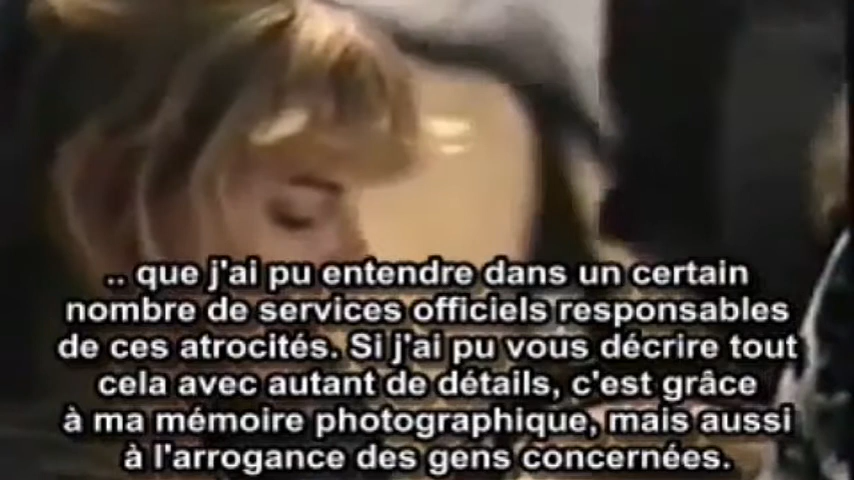 .. que j'ai pu entendre dans un certain
nombre de services officiels responsables
de ces atrocités. Si j'ai pu vous décrire tout
cela avec autant de détails, c'est grâce
à ma mémoire photographique, mais aussi
à l'arrogance des gens concernées.